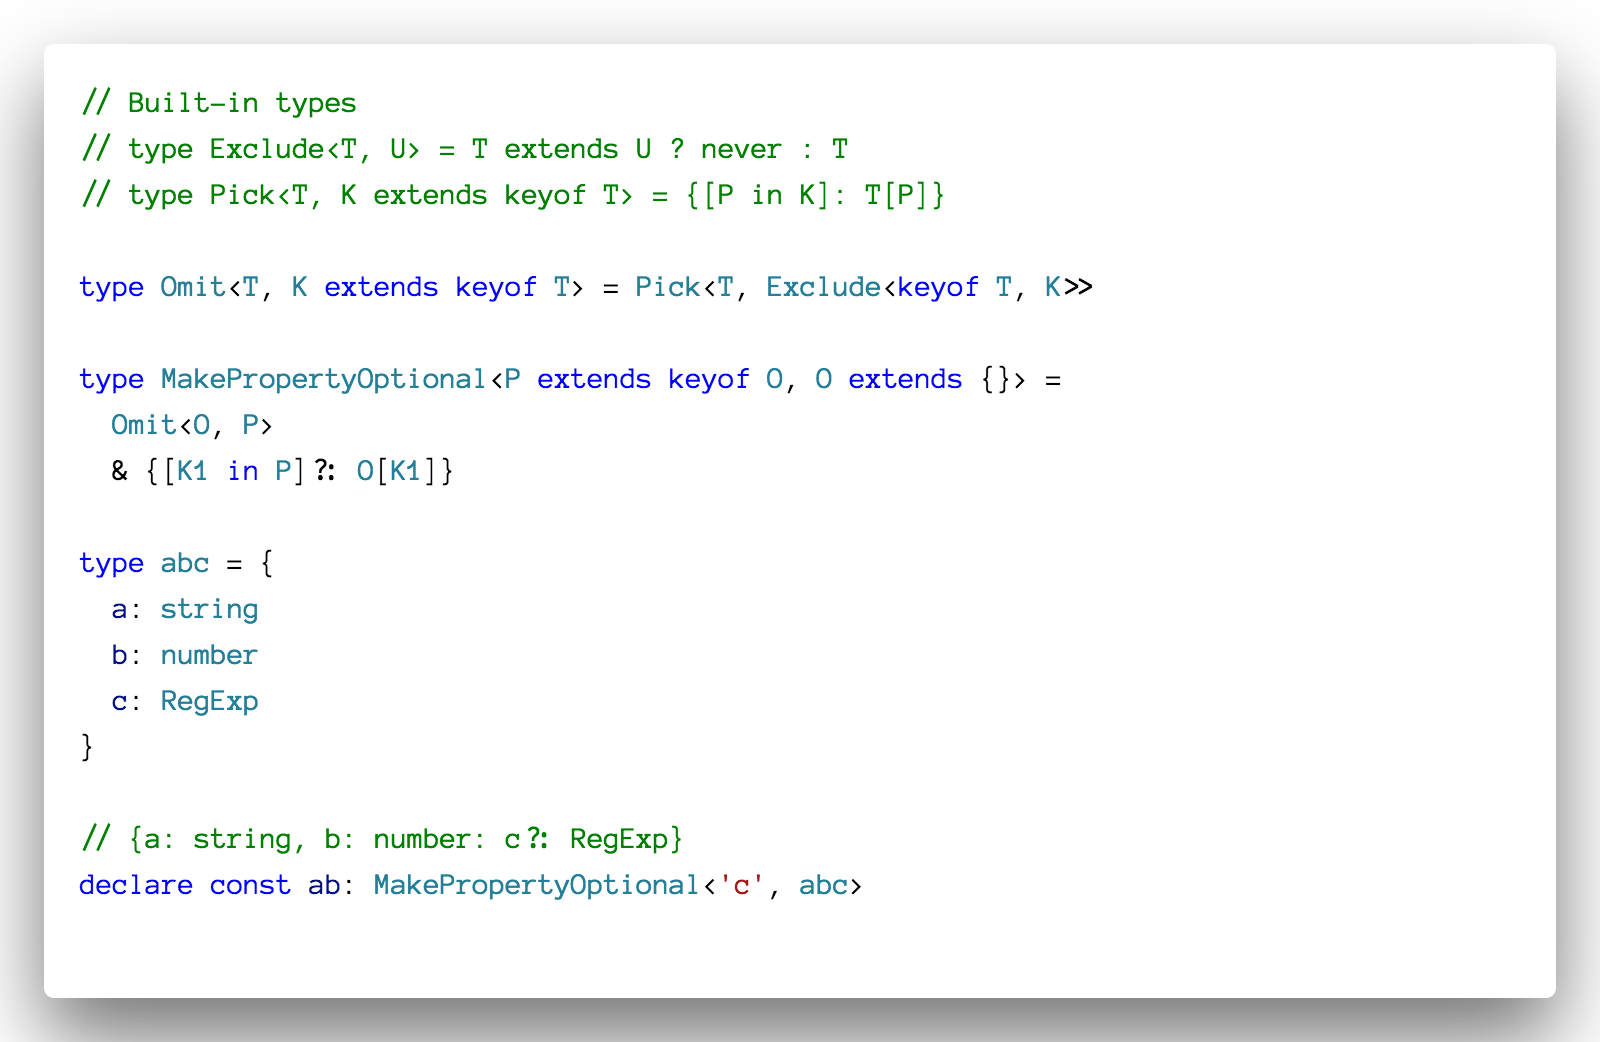 // Built-in types
// type Exclude<T, U> = T extends U ? never : T
// type Pick<T, K extends keyof T> = {[P in K]: T[P]}
type Omit<T, K extends keyof T> = Pick<T, Exclude<keyof T, K>>
type MakePropertyOptional<P extends keyof O, O extends {}> =
  Omit<O, P>
  & {[K1 in P]?: O[K1]}
type abc = {
  a: string
  b: number
  c: RegExp
}
// {a: string, b: number: c?: RegExp}
declare const ab: MakePropertyOptional<'c', abc>